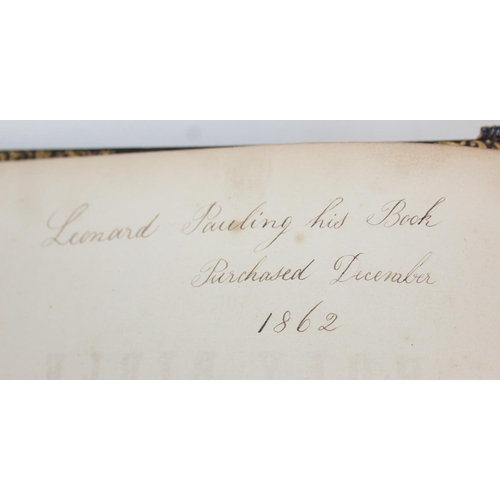 Leonard Pauling his Book
Purchased December
1862